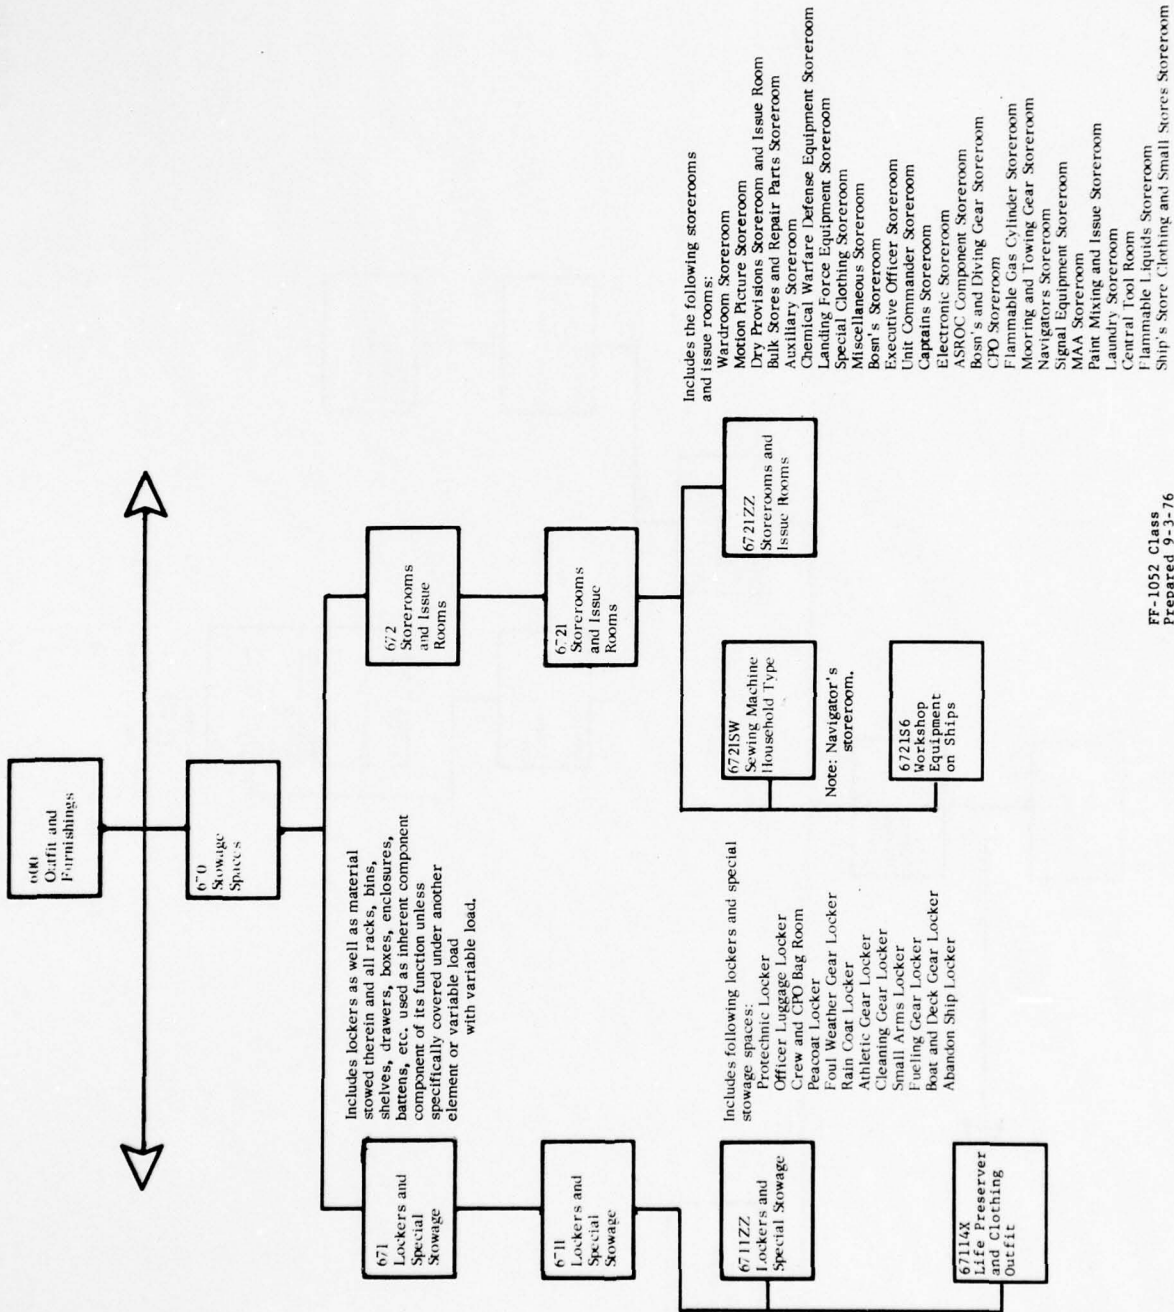 600
Outfit and
Furnishings
670
Stowage
Spaces
671
Lockers and
Special
Stowage
Includes lockers as well as material
stowed therein and all racks, bins,
shelves, drawers, boxes, enclosures,
battens, etc. used as inherent component
component of its function unless
specifically covered under another
element or variable load
with variable load.
672
Storerooms
and Issue
Rooms
6711
Lockers and
Special
Stowage
6721
Storerooms
and Issue
Rooms
6711ZZ
Lockers and
Special Stowage
Includes following lockers and special
stowage spaces:
Protechnic Locker
Officer Luggage Locker
Crew and CPO Bag Room
Peacoat Locker
Foul Weather Gear Locker
Rain Coat Locker
Athletic Gear Locker
Cleaning Gear Locker
Small Arms Locker
Fueling Gear Locker
Boat and Deck Gear Locker
Abandon Ship Locker
67114X
Life Preserver
and Clothing
Outfit
6721SW
Sewing Machine
Household Type
Note: Navigator's
storeroom.
6721S6
Workshop
Equipment
on Ships
6721ZZ
Storerooms and
Issue Rooms
Includes the following storerooms
and issue rooms:
Wardroom Storeroom
Motion Picture Storeroom
Dry Provisions Storeroom and Issue Room
Bulk Stores and Repair Parts Storeroom
Auxiliary Storeroom
Chemical Warfare Defense Equipment Storeroom
Landing Force Equipment Storeroom
Special Clothing Storeroom
Miscellaneous Storeroom
Bosn's Storeroom
Executive Officer Storeroom
Unit Commander Storeroom
Captains Storeroom
Electronic Storeroom
ASROC Component Storeroom
Bosn's and Diving Gear Storeroom
CPO Storeroom
Flammable Gas Cylinder Storeroom
Mooring and Towing Gear Storeroom
Navigators Storeroom
Signal Equipment Storeroom
MAA Storeroom
Paint Mixing and Issue Storeroom
Laundry Storeroom
Central Tool Room
Flammable Liquids Storeroom
Ship's Store Clothing and Small Stores Storeroom
FF-1052 Class
Prepared 9-3-76